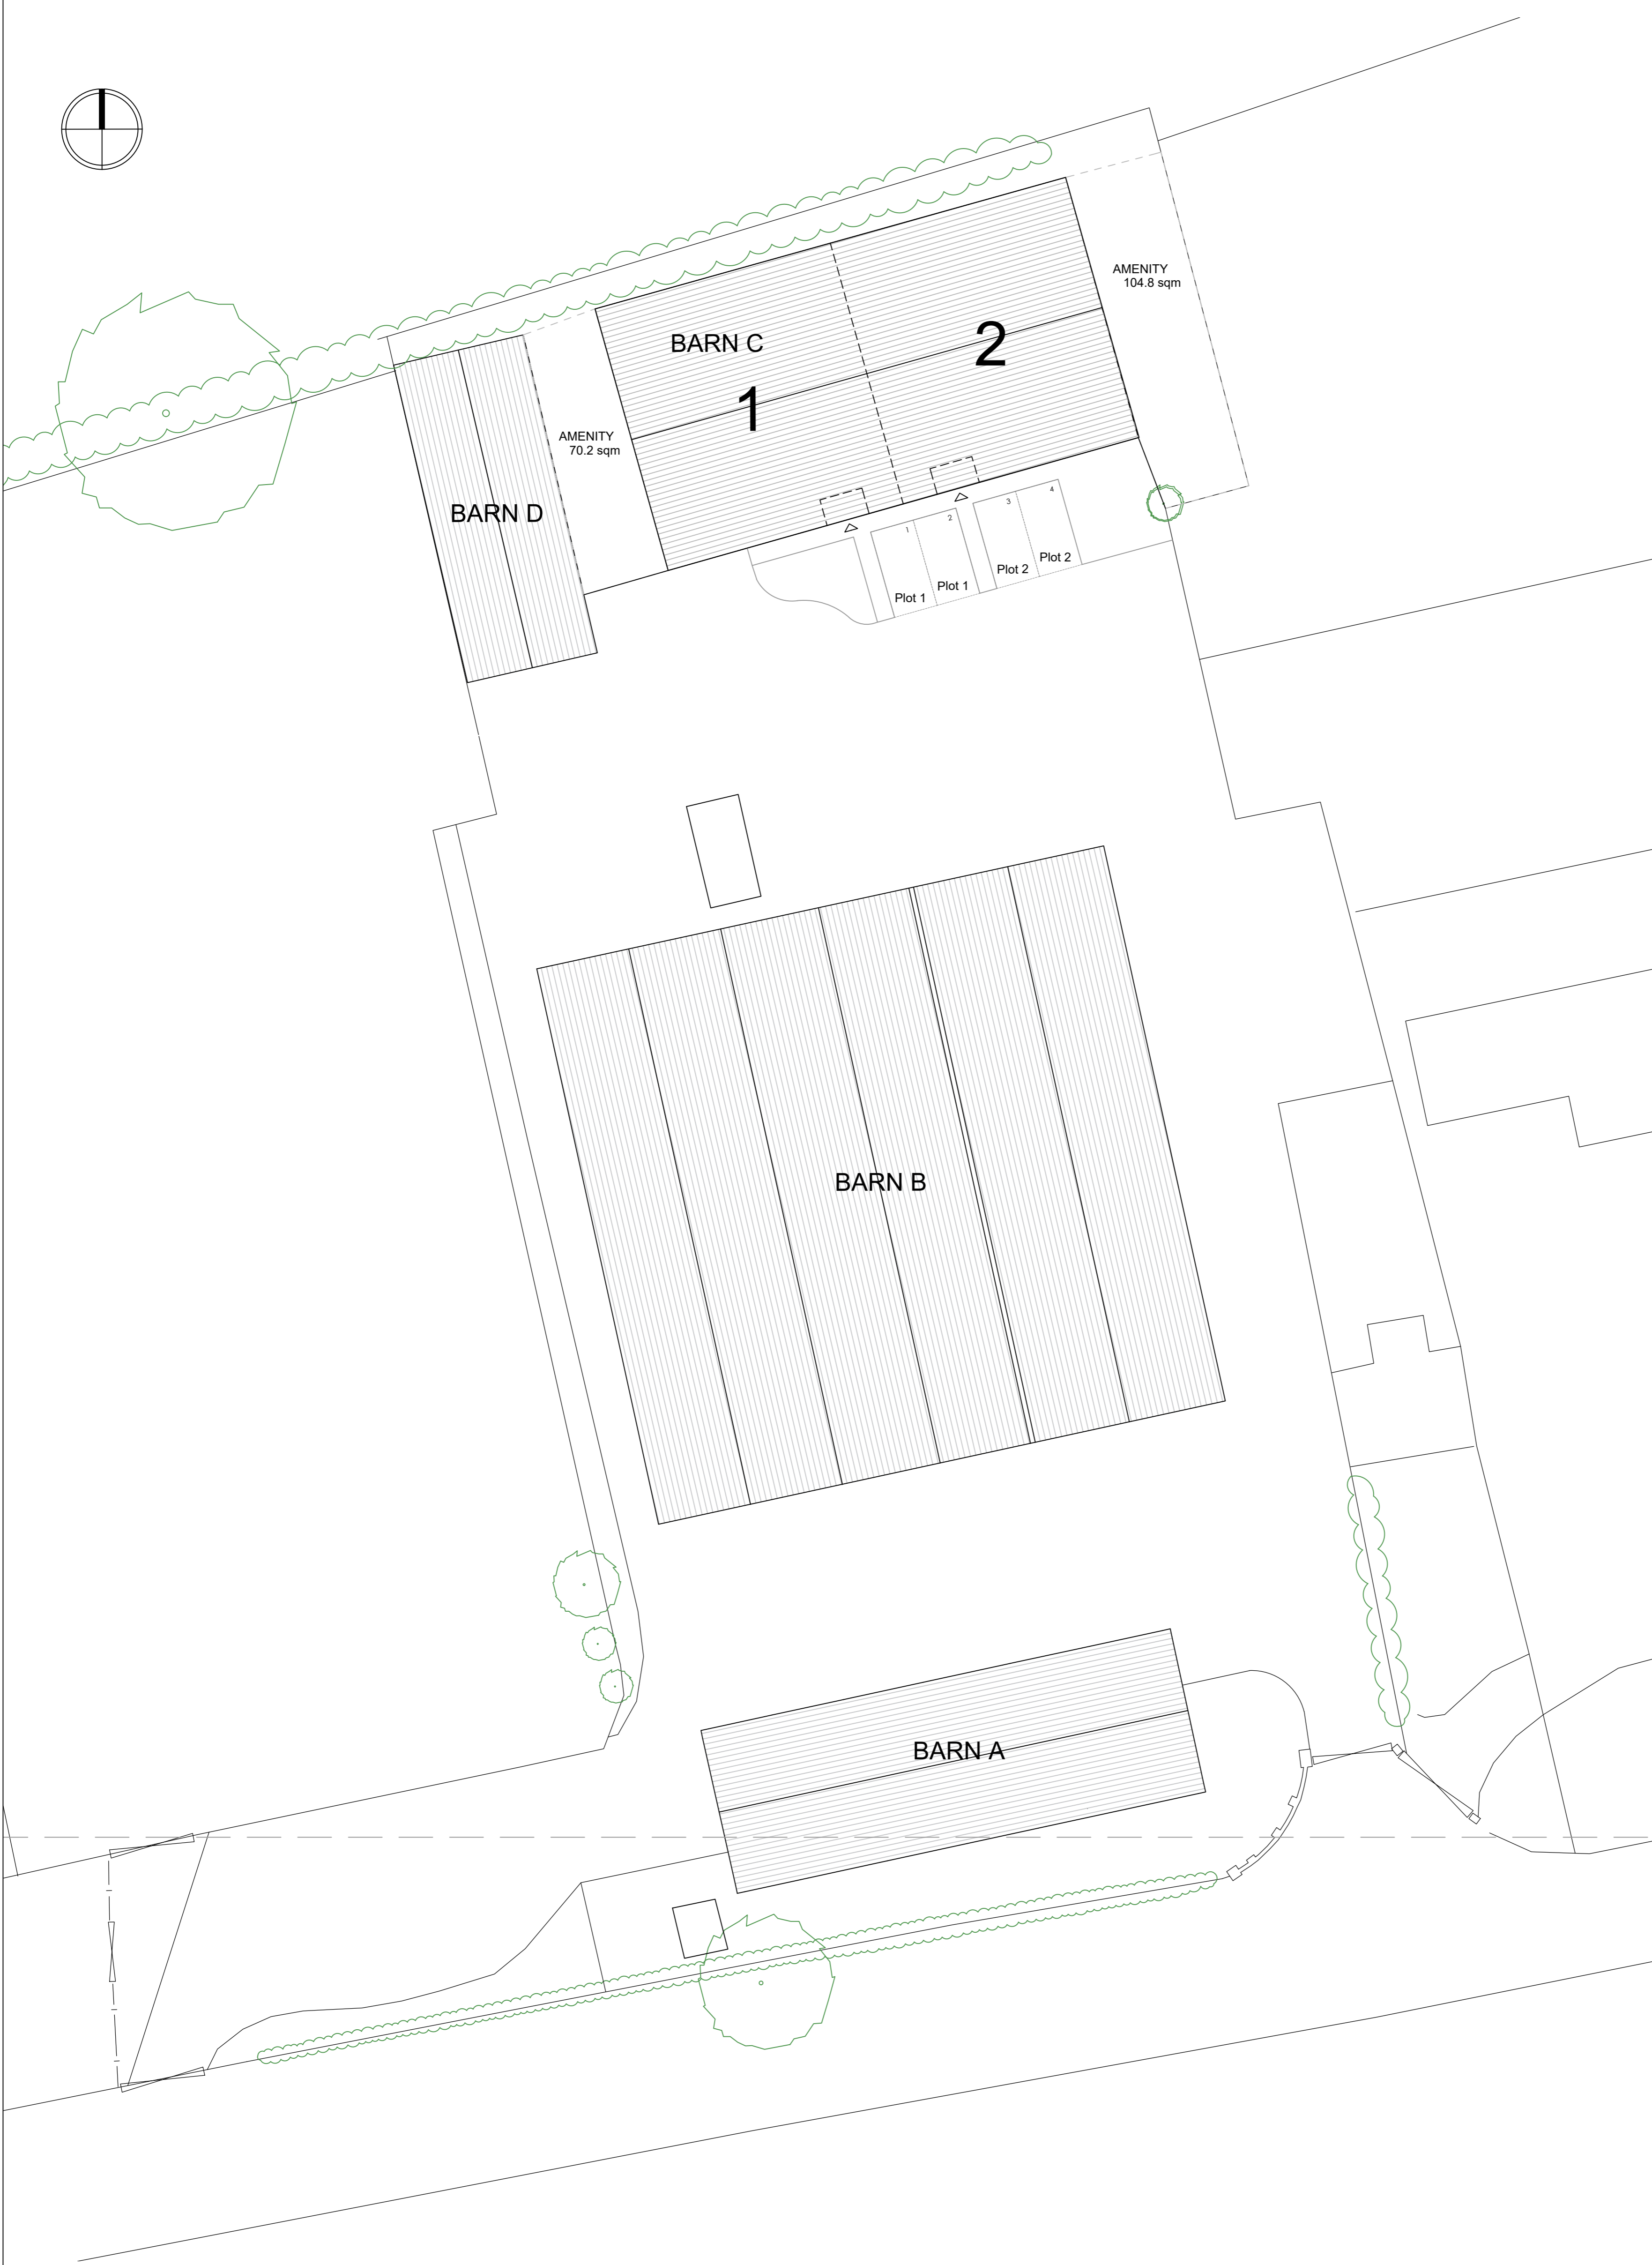 AMENITY
104.8 sqm
BARN C
2
1
AMENITY
70.2 sqm
BARN D
1
2
3
4
Plot 1
Plot 1
Plot 2
Plot 2
BARN B
BARN A